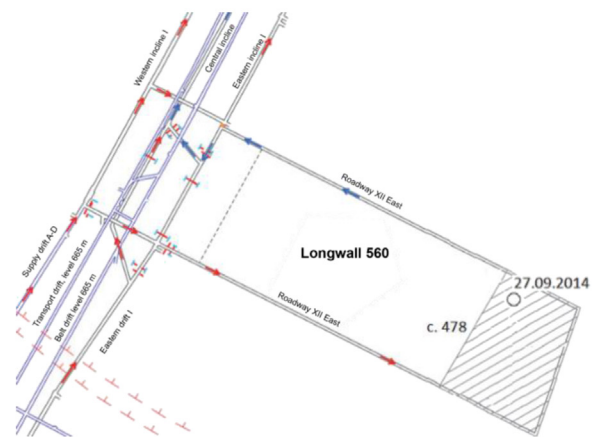 Western incline I
Central incline
Eastern incline I
Roadway XII East
Longwall 560
27.09.2014
c. 478
Roadway XII East
Supply drift A-D
Transport drift, level 665 m
Belt drift level 665 m
Eastern drift I